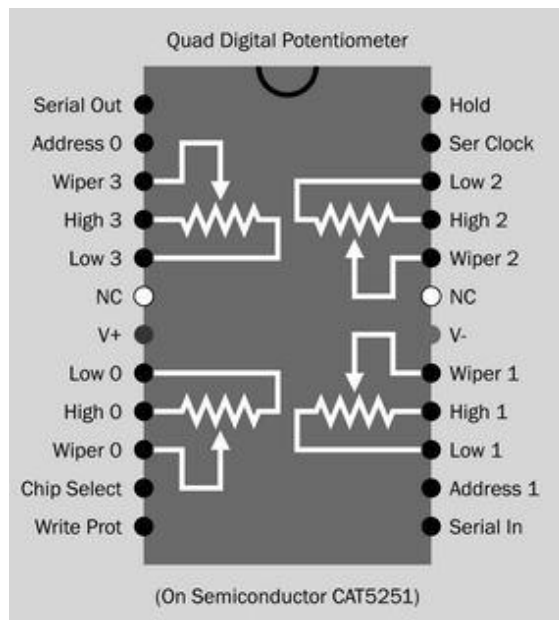 Quad Digital Potentiometer
Serial Out
Hold
Address 0
Ser Clock
Wiper 3
Low 2
High 3
High 2
Low 3
Wiper 2
NC
NC
V+
V-
Low 0
Wiper 1
High 0
High 1
Wiper 0
Low 1
Chip Select
Address 1
Write Prot
Serial In
(On Semiconductor CAT5251)